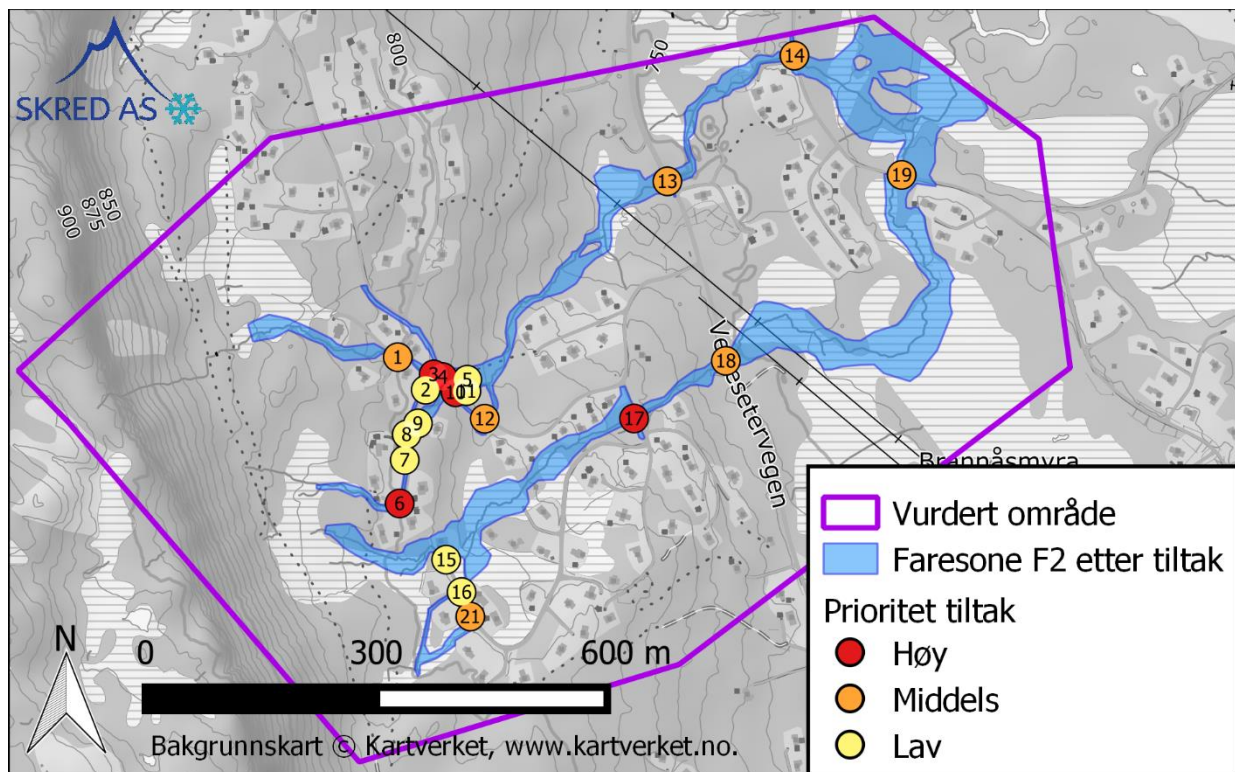 SKRED AS
800
750
850
875
900
14
13
19
1
3
4
5
2
10
11
12
9
8
7
6
18
17
15
16
21
Brannåsmyra
N
0 300 600 m
Bakgrunnskart © Kartverket, www.kartverket.no.
Vurdert område
Faresone F2 etter tiltak
Prioritet tiltak
Høy
Middels
Lav